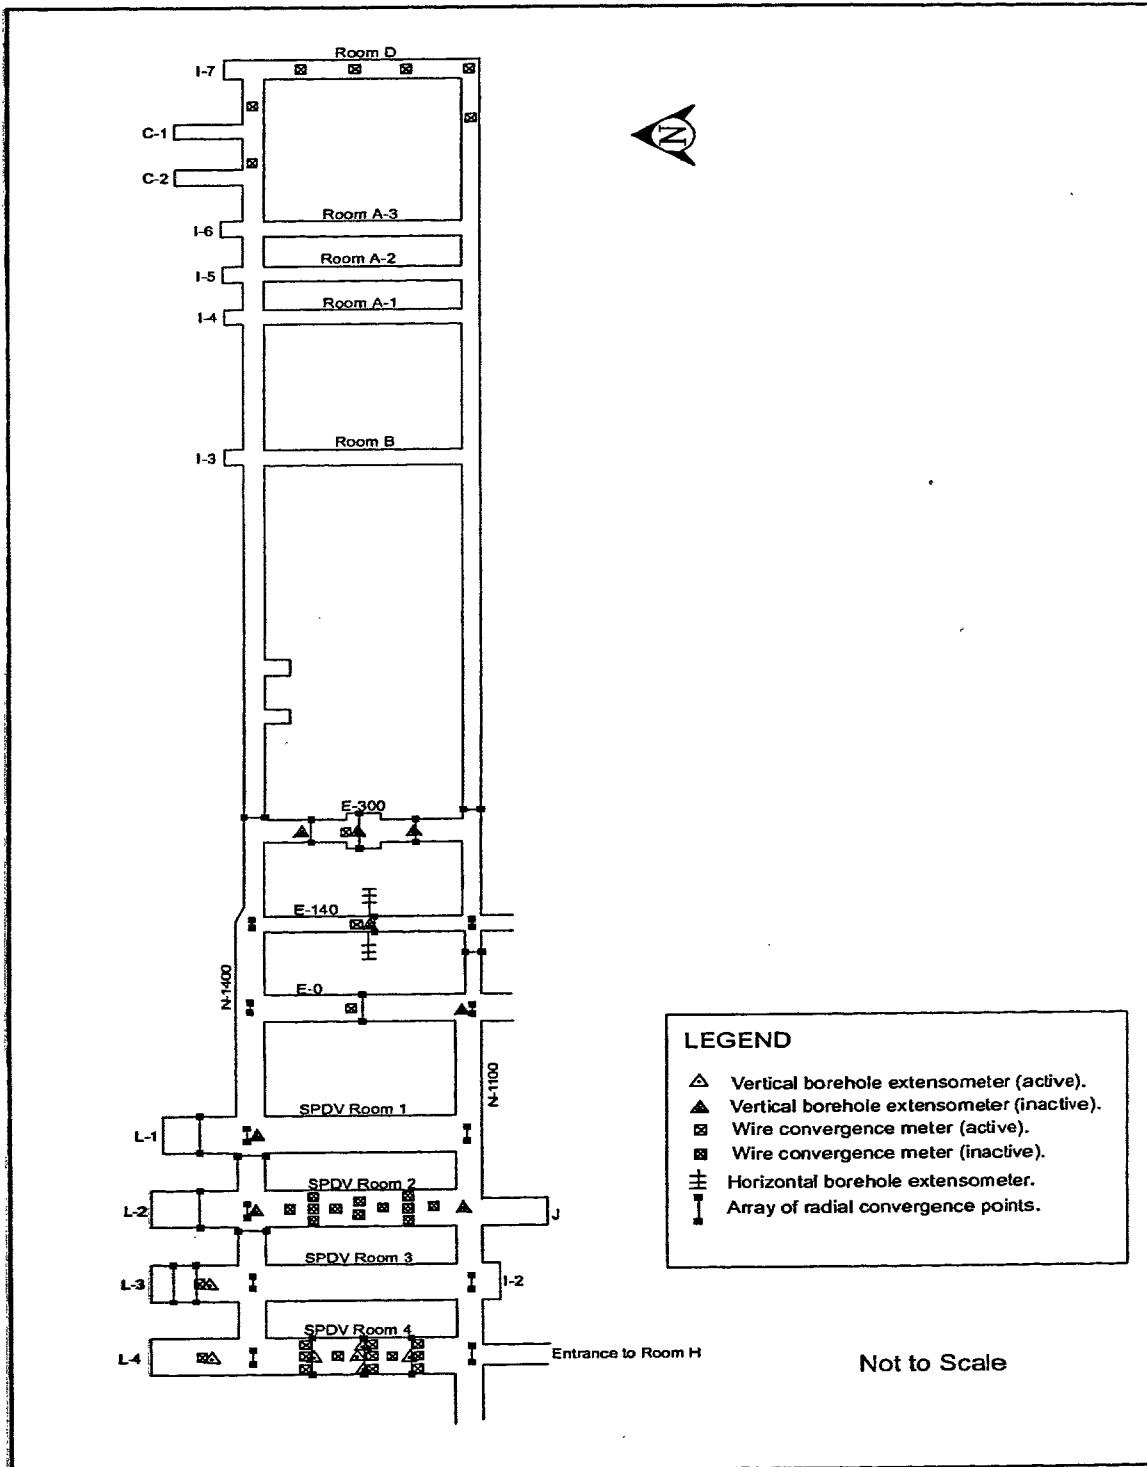 Room D
I-7
N
C-1
C-2
Room A-3
I-6
Room A-2
I-5
Room A-1
I-4
Room B
I-3
E-300
E-140
N-1400
E-0
N-1100
SPDV Room 1
L-1
SPDV Room 2
L-2
J
SPDV Room 3
L-3
I-2
SPDV Room 4
L-4
Entrance to Room H
LEGEND
Vertical borehole extensometer (active).
Vertical borehole extensometer (inactive).
Wire convergence meter (active).
Wire convergence meter (inactive).
Horizontal borehole extensometer.
Array of radial convergence points.
Not to Scale